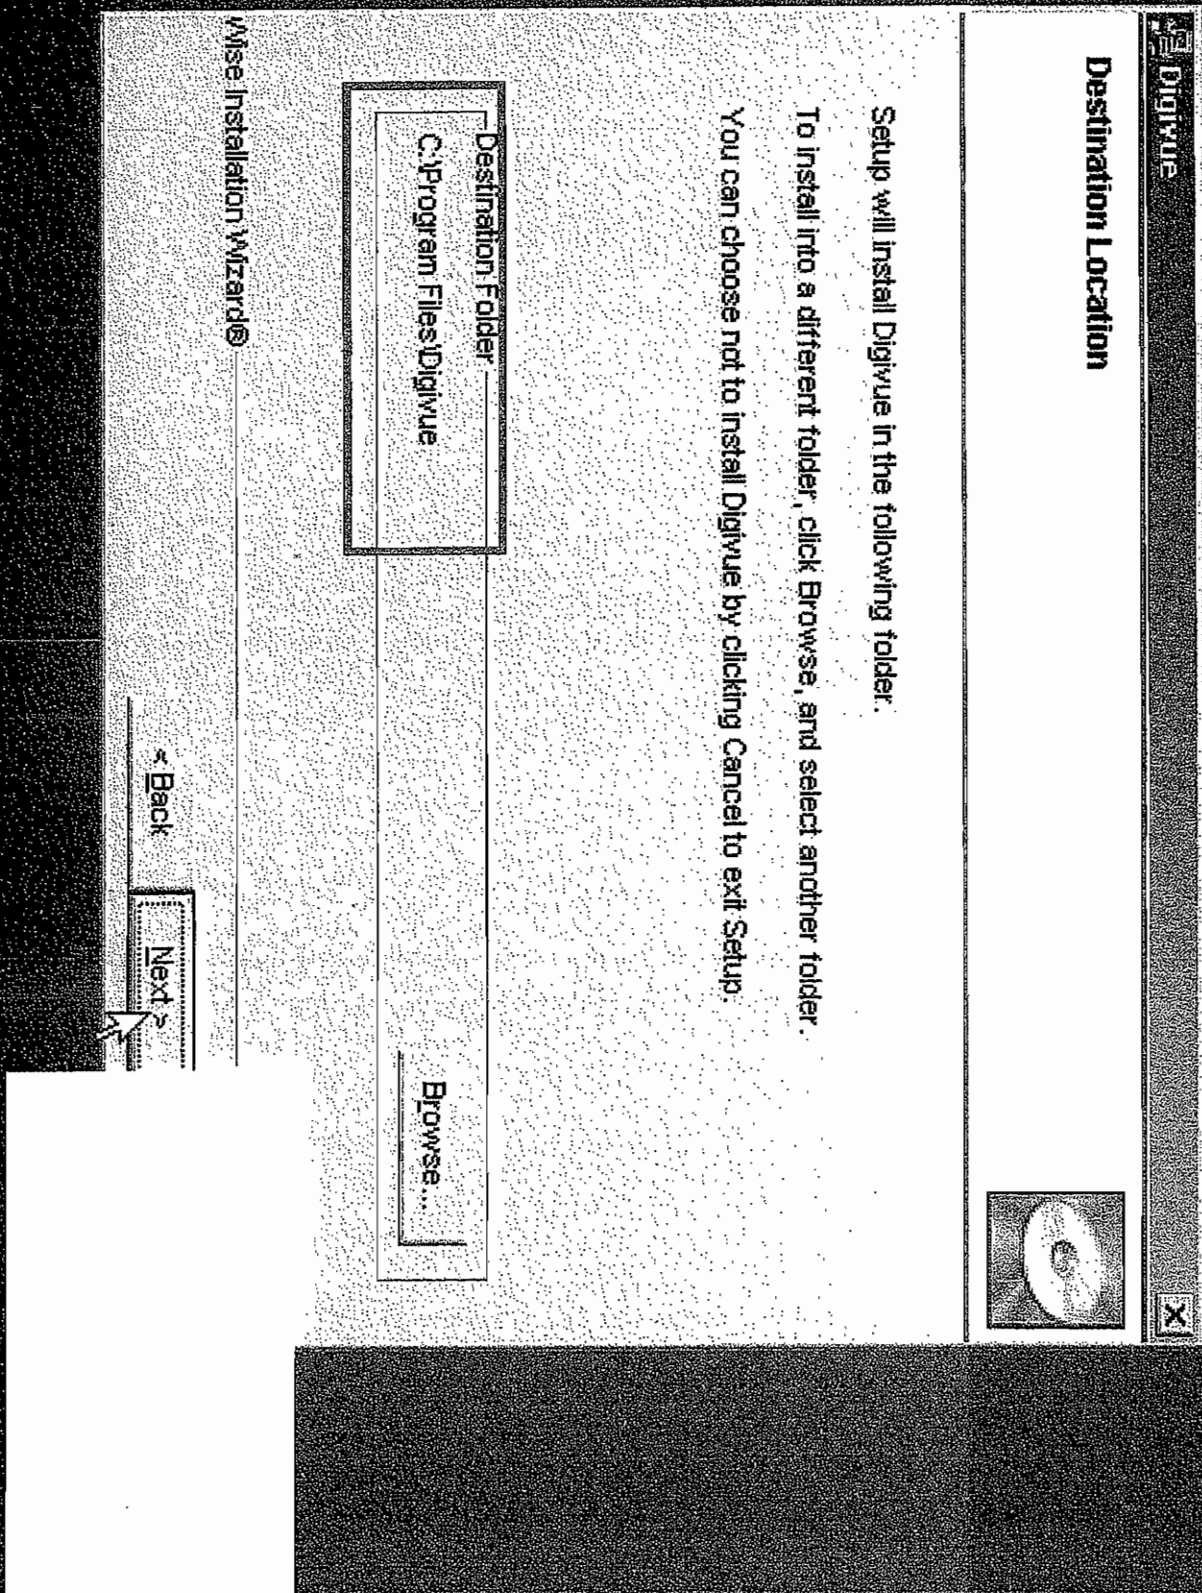 Digivue
X
Destination Location
Setup will install Digivue in the following folder.
To install into a different folder, click Browse, and select another folder.
You can choose not to install Digivue by clicking Cancel to exit Setup.
Destination Folder
C:\Program Files\Digivue
Browse...
Wise Installation Wizard®
< Back
Next >